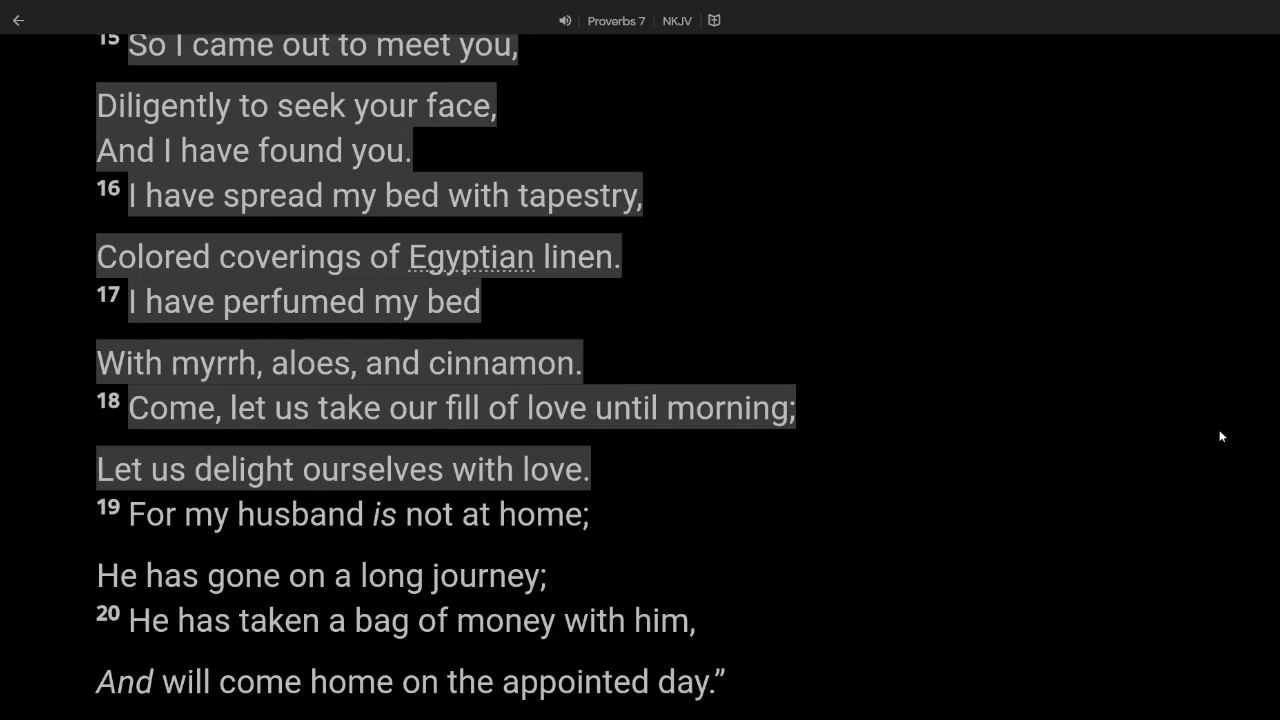 Proverbs 7 NKJV
15 So I came out to meet you,
Diligently to seek your face,
And I have found you.
16 I have spread my bed with tapestry,
Colored coverings of Egyptian linen.
17 I have perfumed my bed
With myrrh, aloes, and cinnamon.
18 Come, let us take our fill of love until morning;
Let us delight ourselves with love.
19 For my husband is not at home;
He has gone on a long journey;
20 He has taken a bag of money with him,
And will come home on the appointed day.”